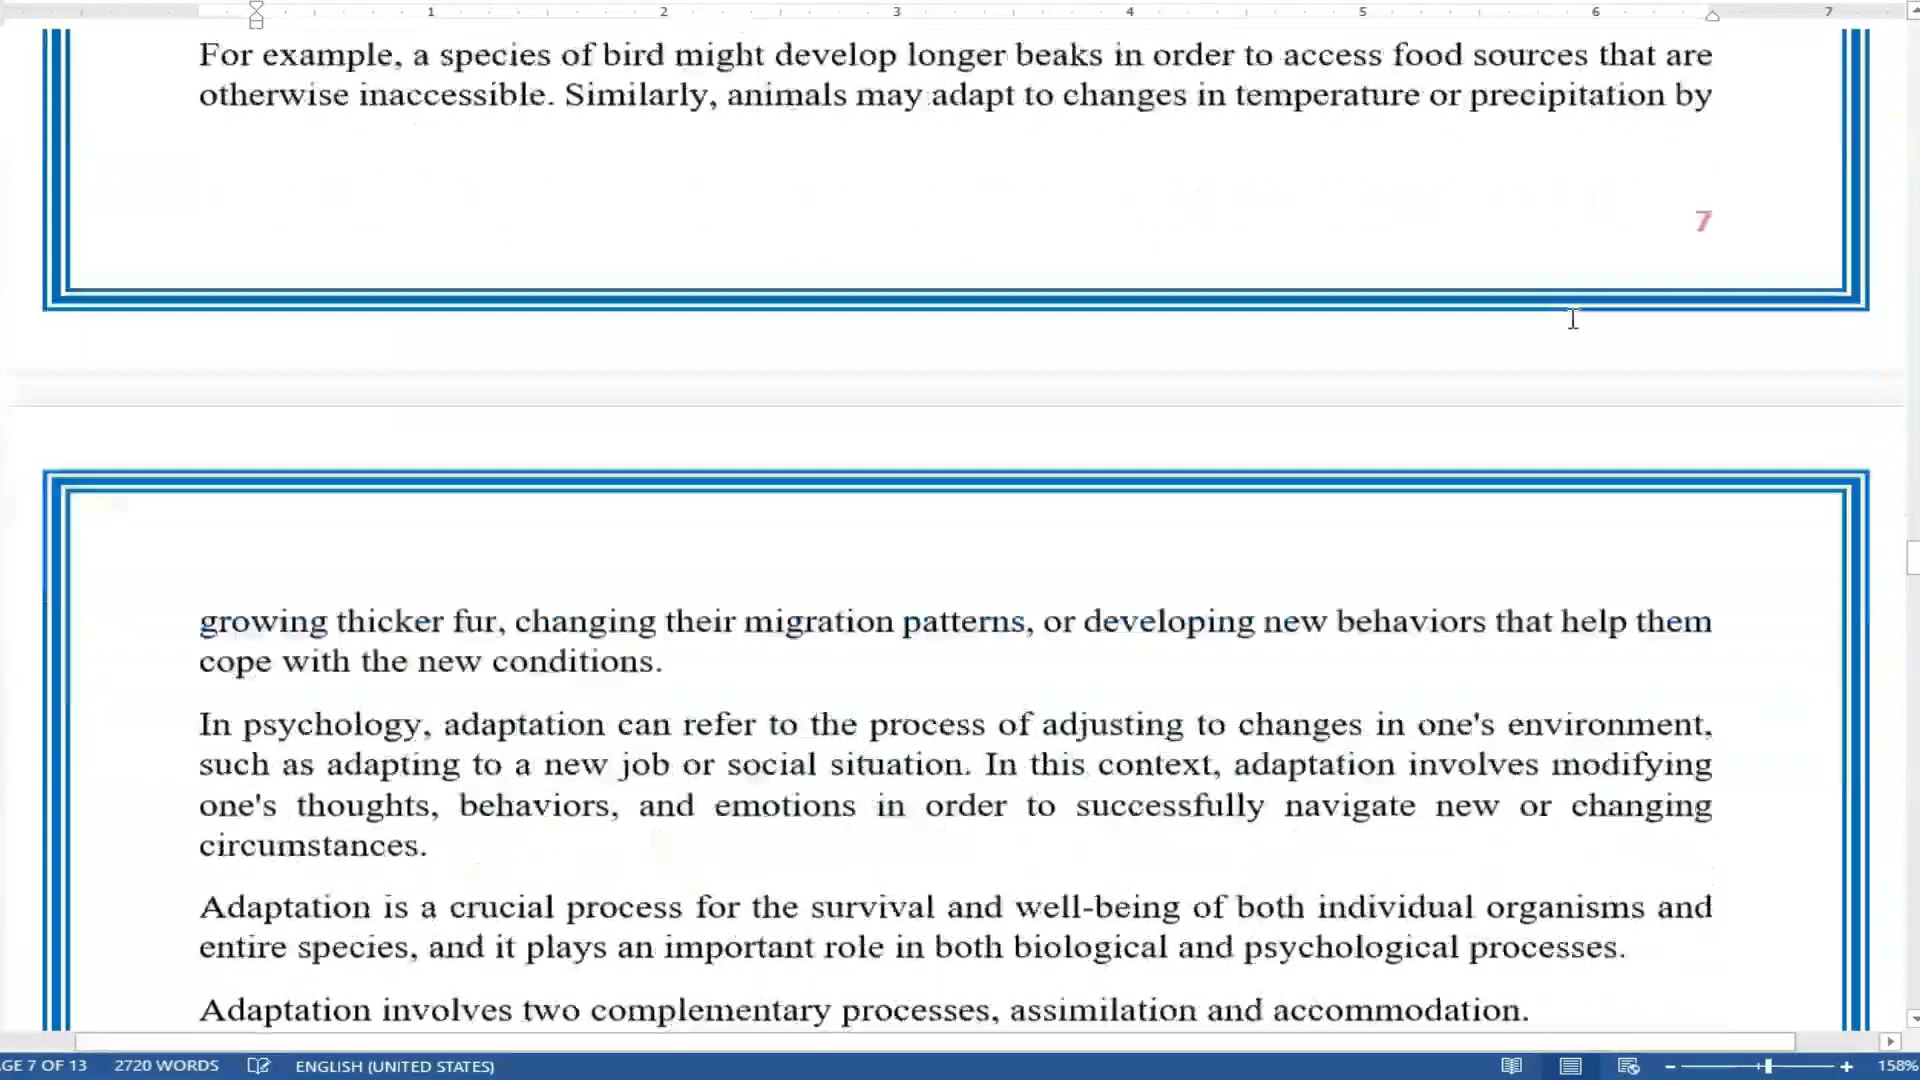 1 2 3 4 5 6 7
For example, a species of bird might develop longer beaks in order to access food sources that are
otherwise inaccessible. Similarly, animals may adapt to changes in temperature or precipitation by
7
growing thicker fur, changing their migration patterns, or developing new behaviors that help them
cope with the new conditions.
In psychology, adaptation can refer to the process of adjusting to changes in one's environment,
such as adapting to a new job or social situation. In this context, adaptation involves modifying
one's thoughts, behaviors, and emotions in order to successfully navigate new or changing
circumstances.
Adaptation is a crucial process for the survival and well-being of both individual organisms and
entire species, and it plays an important role in both biological and psychological processes.
Adaptation involves two complementary processes, assimilation and accommodation.
GE 7 OF 13 2720 WORDS ENGLISH (UNITED STATES) 158%